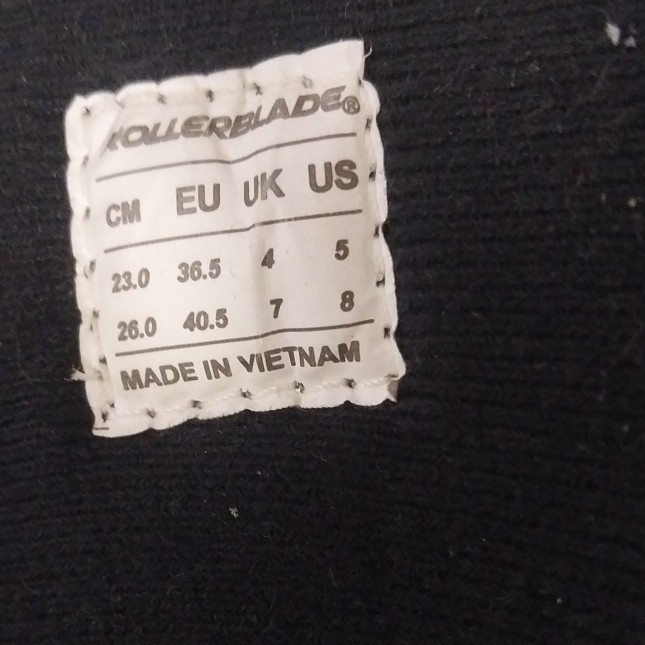 ROLLERBLADE®
CM EU UK US
23.0 36.5 4 5
26.0 40.5 7 8
MADE IN VIETNAM